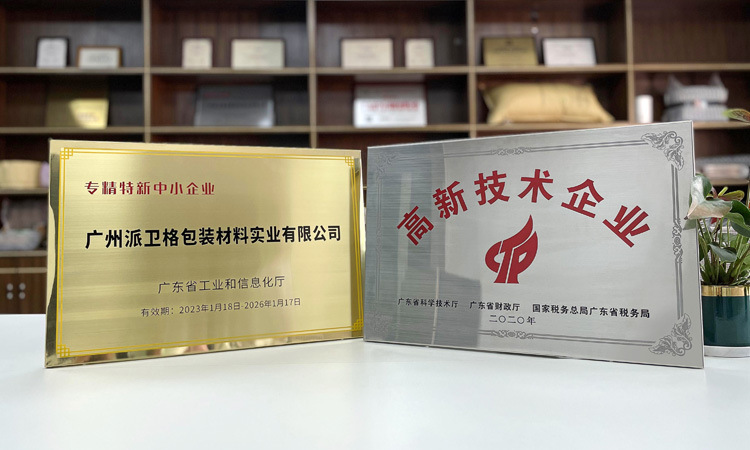 专精特新中小企业
广州派卫格包装材料实业有限公司
广东省工业和信息化厅
有效期：2023年1月18日-2026年1月17日
高新技术企业
广东省科学技术厅 广东省财政厅 国家税务总局广东省税务局
二〇二〇年